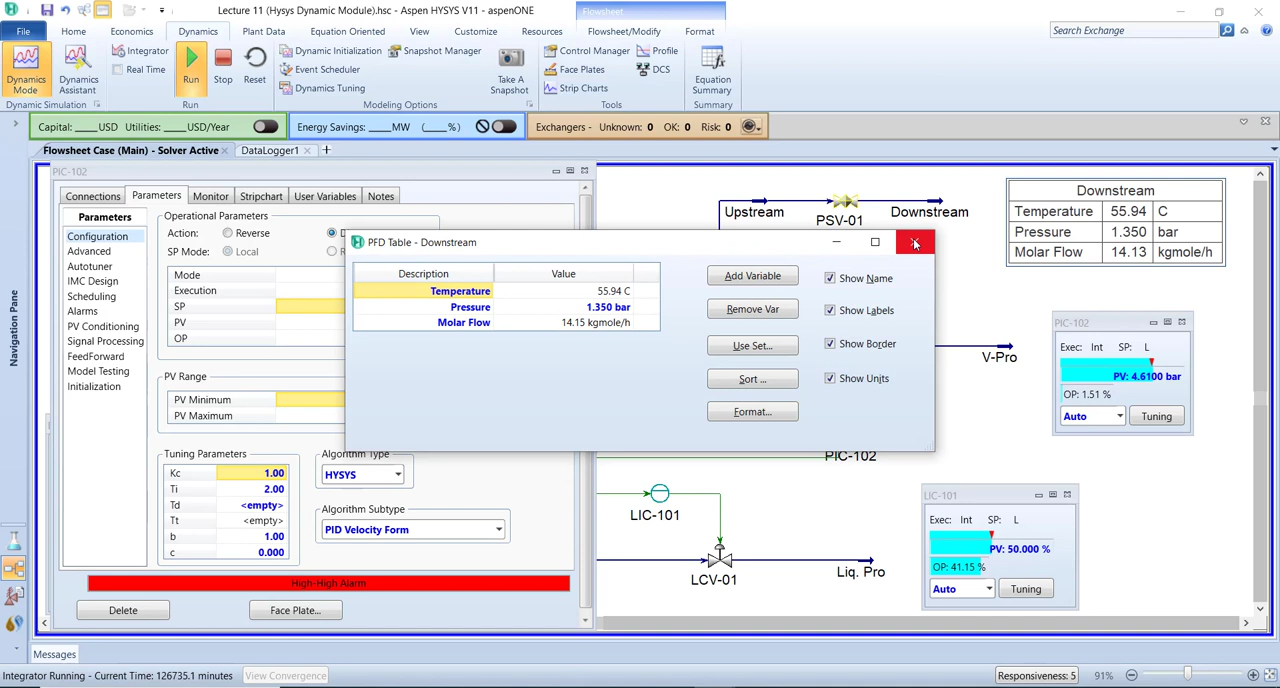 Lecture 11 (Hysys Dynamic Module).hsc - Aspen HYSYS V11 - aspenONE
Flowsheet
File
Home
Economics
Dynamics
Plant Data
Equation Oriented
View
Customize
Resources
Flowsheet/Modify
Format
Search Exchange
Dynamics
Mode
Dynamics
Assistant
Integrator
Real Time
Run
Stop
Reset
Dynamic Initialization
Snapshot Manager
Event Scheduler
Dynamics Tuning
Take A
Snapshot
Control Manager
Profile
Face Plates
DCS
Strip Charts
Equation
Summary
Dynamic Simulation
Run
Modeling Options
Tools
Summary
Capital: ____USD Utilities: ____USD/Year
Energy Savings: ____MW (____%)
Exchangers - Unknown: 0 OK: 0 Risk: 0
Flowsheet Case (Main) - Solver Active
DataLogger1
Navigation Pane
PIC-102
Connections
Parameters
Monitor
Stripchart
User Variables
Notes
Parameters
Configuration
Advanced
Autotuner
IMC Design
Scheduling
Alarms
PV Conditioning
Signal Processing
FeedForward
Model Testing
Initialization
Operational Parameters
Action:
Reverse
D
SP Mode:
Local
R
Mode
Execution
SP
PV
OP
PV Range
PV Minimum
PV Maximum
Tuning Parameters
Kc 1.00
Ti 2.00
Td <empty>
Tt <empty>
b 1.00
c 0.000
Algorithm Type
HYSYS
Algorithm Subtype
PID Velocity Form
High-High Alarm
Delete
Face Plate...
PFD Table - Downstream
Description Value
Temperature 55.94 C
Pressure 1.350 bar
Molar Flow 14.15 kgmole/h
Add Variable
Remove Var
Use Set...
Sort ...
Format...
Show Name
Show Labels
Show Border
Show Units
Upstream
PSV-01
Downstream
Downstream
Temperature 55.94 C
Pressure 1.350 bar
Molar Flow 14.13 kgmole/h
V-Pro
PIC-102
Exec: Int SP: L
PV: 4.6100 bar
OP: 1.51 %
Auto
Tuning
PIC-102
LIC-101
LCV-01
Liq. Pro
LIC-101
Exec: Int SP: L
PV: 50.000 %
OP: 41.15 %
Auto
Tuning
Messages
Integrator Running - Current Time: 126735.1 minutes
View Convergence
Responsiveness: 5
91%